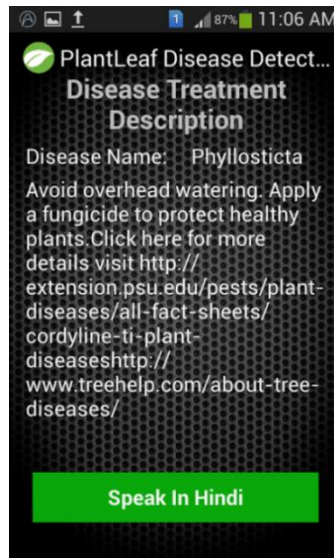 1 87% 11:06 AM
PlantLeaf Disease Detect...
Disease Treatment
Description
Disease Name: Phyllosticta
Avoid overhead watering. Apply
a fungicide to protect healthy
plants.Click here for more
details visit http://
extension.psu.edu/pests/plant-
diseases/all-fact-sheets/
cordyline-ti-plant-
diseaseshttp://
www.treehelp.com/about-tree-
diseases/
Speak In Hindi